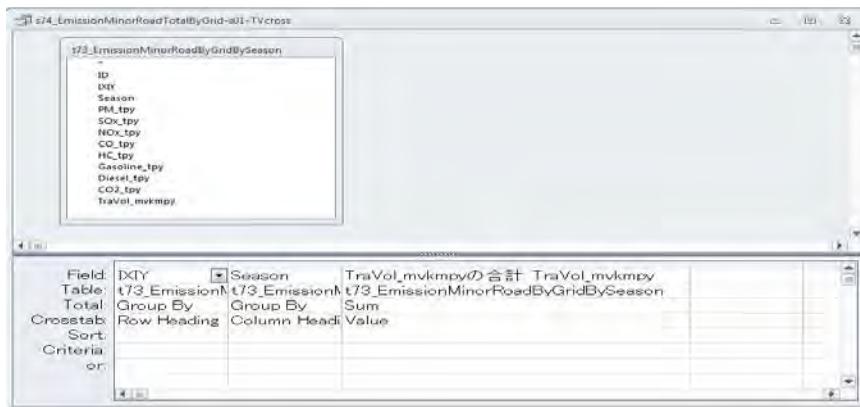 s74_EmissionMinorRoadTotalByGrid-a01-TVcross
t73_EmissionMinorRoadByGridBySeason
*
ID
IXIY
Season
PM_tpy
SOx_tpy
NOx_tpy
CO_tpy
HC_tpy
Gasoline_tpy
Diesel_tpy
CO2_tpy
TraVol_mvkmpy
Field: IXIY Season TraVol_mvkmpyの合計 TraVol_mvkmpy
Table: t73_EmissionM t73_EmissionM t73_EmissionMinorRoadByGridBySeason
Total: Group By Group By Sum
Crosstab: Row Heading Column Headi Value
Sort:
Criteria:
or: